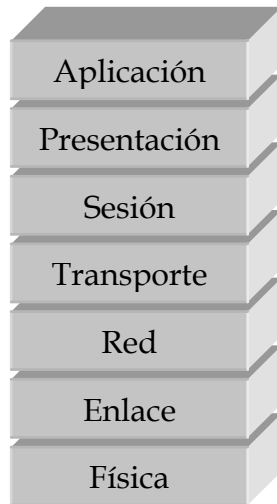 Aplicación
Presentación
Sesión
Transporte
Red
Enlace
Física